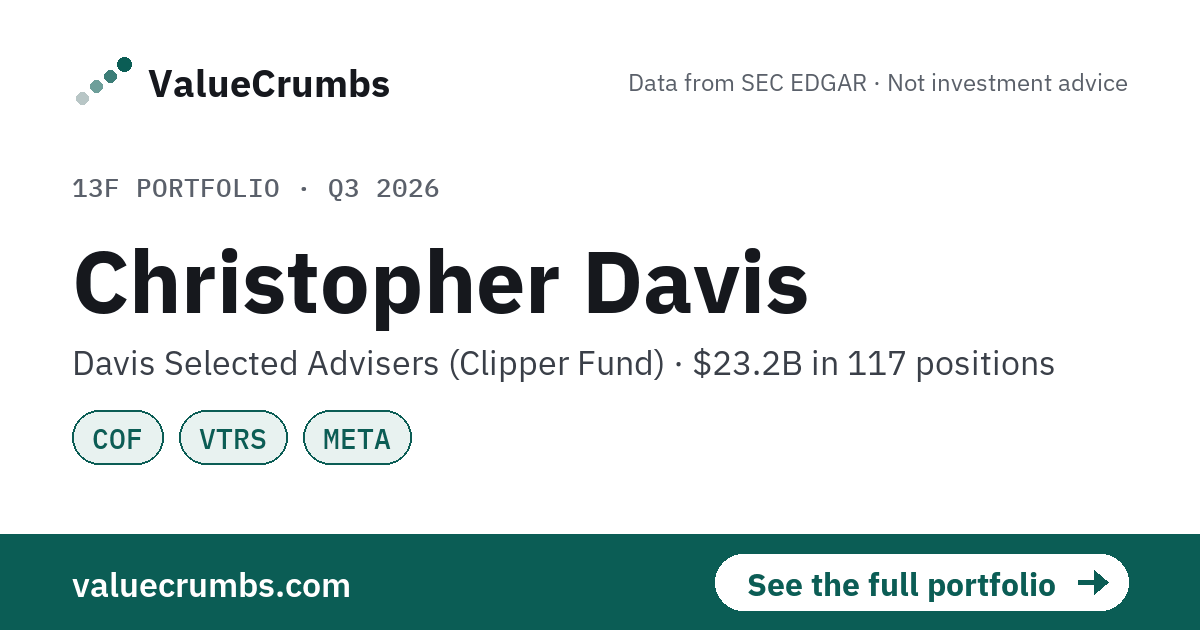 ValueCrumbs
Data from SEC EDGAR · Not investment advice
13F PORTFOLIO · Q3 2026
Christopher Davis
Davis Selected Advisers (Clipper Fund) · $23.2B in 117 positions
COF VTRS META
valuecrumbs.com
See the full portfolio →